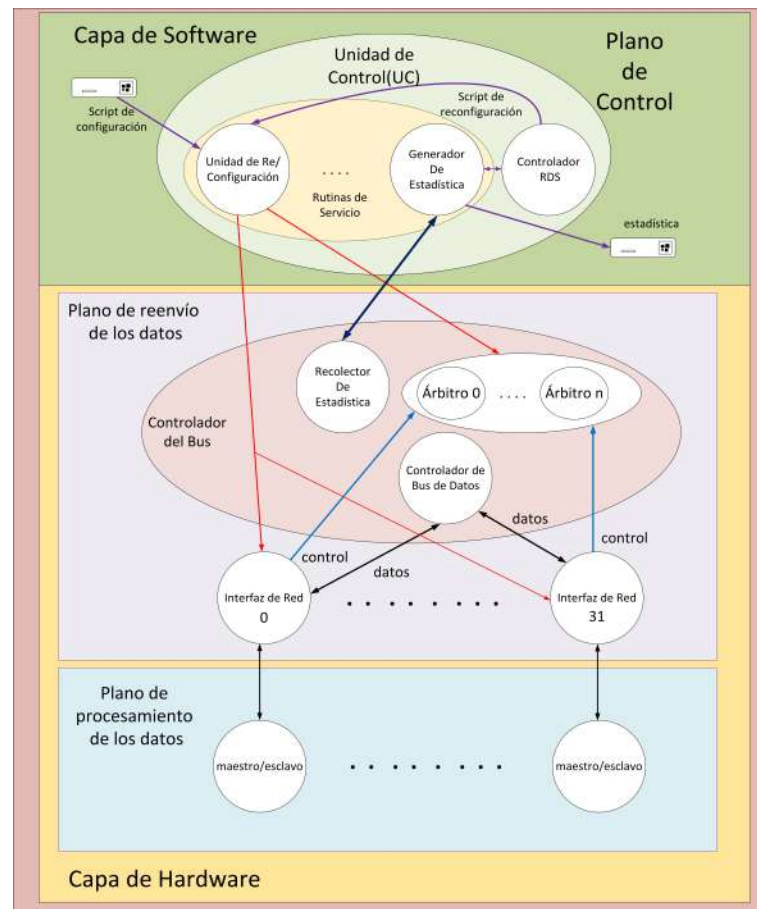 Capa de Software
Unidad de
Control(UC)
Plano
de
Control
Script de
configuración
Script de
reconfiguración
Unidad de Re/
Configuración
. . . .
Rutinas de
Servicio
Generador
De
Estadística
Controlador
RDS
estadística
Plano de reenvío
de los datos
Recolector
De
Estadística
Árbitro 0
. . . .
Árbitro n
Controlador
del Bus
Controlador de
Bus de Datos
datos
control
control
datos
Interfaz de Red
0
. . . . . . . .
Interfaz de Red
31
Plano de
procesamiento
de los datos
maestro/esclavo
. . . . . . . .
maestro/esclavo
Capa de Hardware